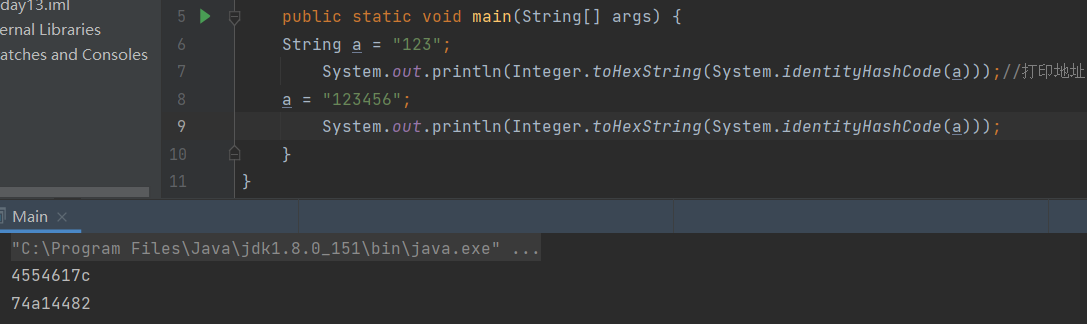 day13.iml
ernal Libraries
atches and Consoles
5 public static void main(String[] args) {
6 String a = "123";
7 System.out.println(Integer.toHexString(System.identityHashCode(a)));//打印地址
8 a = "123456";
9 System.out.println(Integer.toHexString(System.identityHashCode(a)));
10 }
11 }
Main ×
"C:\Program Files\Java\jdk1.8.0_151\bin\java.exe" ...
4554617c
74a14482